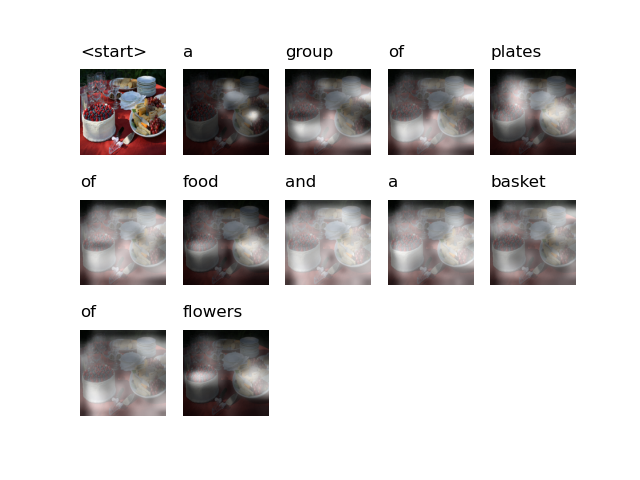 <start> a group of plates
of food and a basket
of flowers